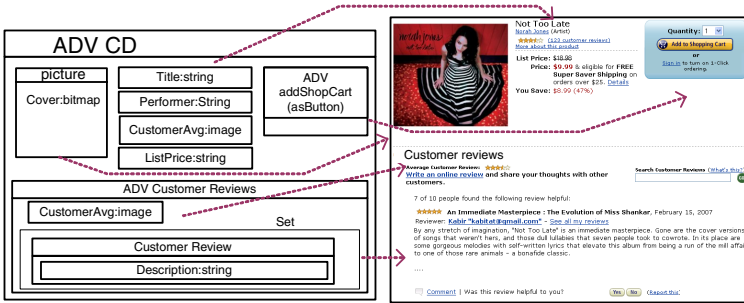 ADV CD
picture
Cover:bitmap
Title:string
Performer:String
CustomerAvg:image
ListPrice:string
ADV
addShopCart
(asButton)
ADV Customer Reviews
CustomerAvg:image
Set
Customer Review
Description:string
norah jones
not too late
Not Too Late
Norah Jones (Artist)
(123 customer reviews)
More about this product
List Price: $18.98
Price: $9.99 & eligible for FREE
Super Saver Shipping on
orders over $25. Details
You Save: $8.99 (47%)
Quantity: 1
Add to Shopping Cart
or
Sign in to turn on 1-Click
ordering.
Customer reviews
Average Customer Review:
Write an online review and share your thoughts with other
customers.
Search Customer Reviews (What's this?)
7 of 10 people found the following review helpful:
An Immediate Masterpiece : The Evolution of Miss Shankar, February 15, 2007
Reviewer: Kabir "kabitat@gmail.com" - See all my reviews
By any stretch of imagination, "Not Too Late" is an immediate masterpiece. Gone are the cover versions
of songs that weren't hers, and those dull lullabies that seven people took to cowrote. In its place are
some gorgeous melodies with self-written lyrics that elevate this album from being a run of the mill affai
to one of those rare animals – a bonafide classic.
....
Comment | Was this review helpful to you? Yes No (Report this)